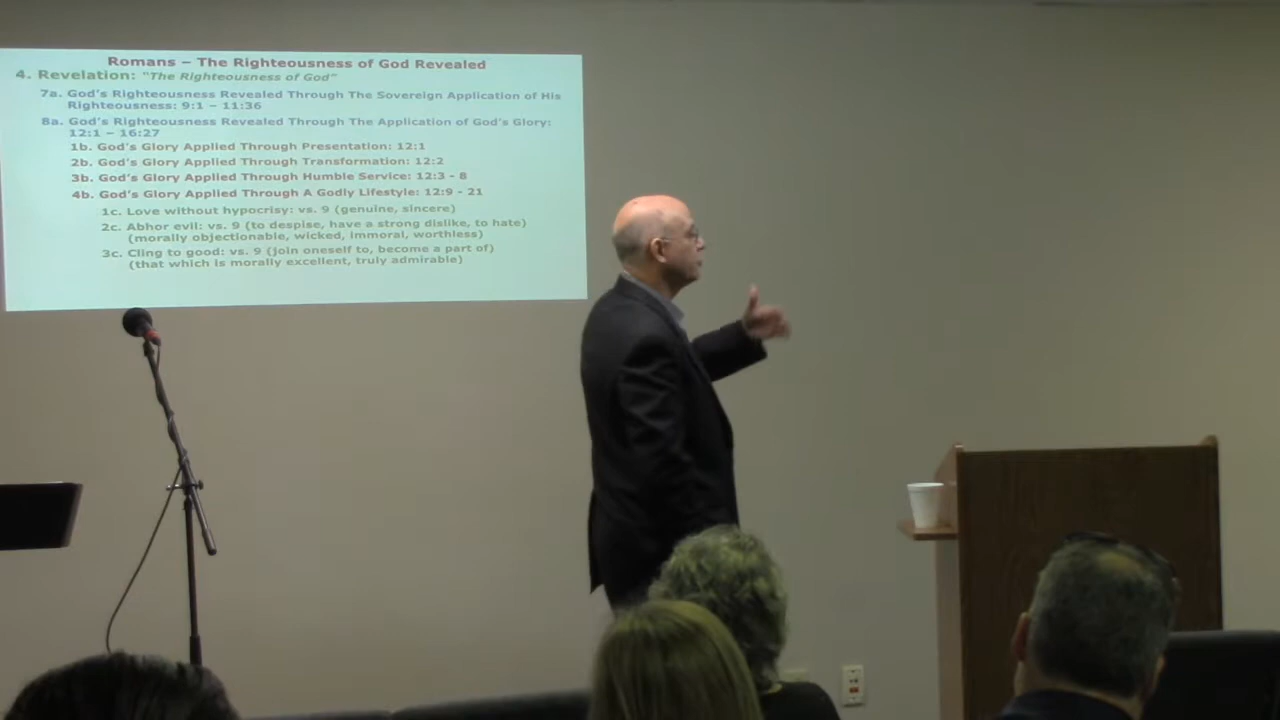 Romans – The Righteousness of God Revealed
4. Revelation: "The Righteousness of God"
7a. God's Righteousness Revealed Through The Sovereign Application of His
Righteousness: 9:1 – 11:36
8a. God's Righteousness Revealed Through The Application of God's Glory:
12:1 – 16:27
1b. God's Glory Applied Through Presentation: 12:1
2b. God's Glory Applied Through Transformation: 12:2
3b. God's Glory Applied Through Humble Service: 12:3 - 8
4b. God's Glory Applied Through A Godly Lifestyle: 12:9 - 21
1c. Love without hypocrisy: vs. 9 (genuine, sincere)
2c. Abhor evil: vs. 9 (to despise, have a strong dislike, to hate)
(morally objectionable, wicked, immoral, worthless)
3c. Cling to good: vs. 9 (join oneself to, become a part of)
(that which is morally excellent, truly admirable)